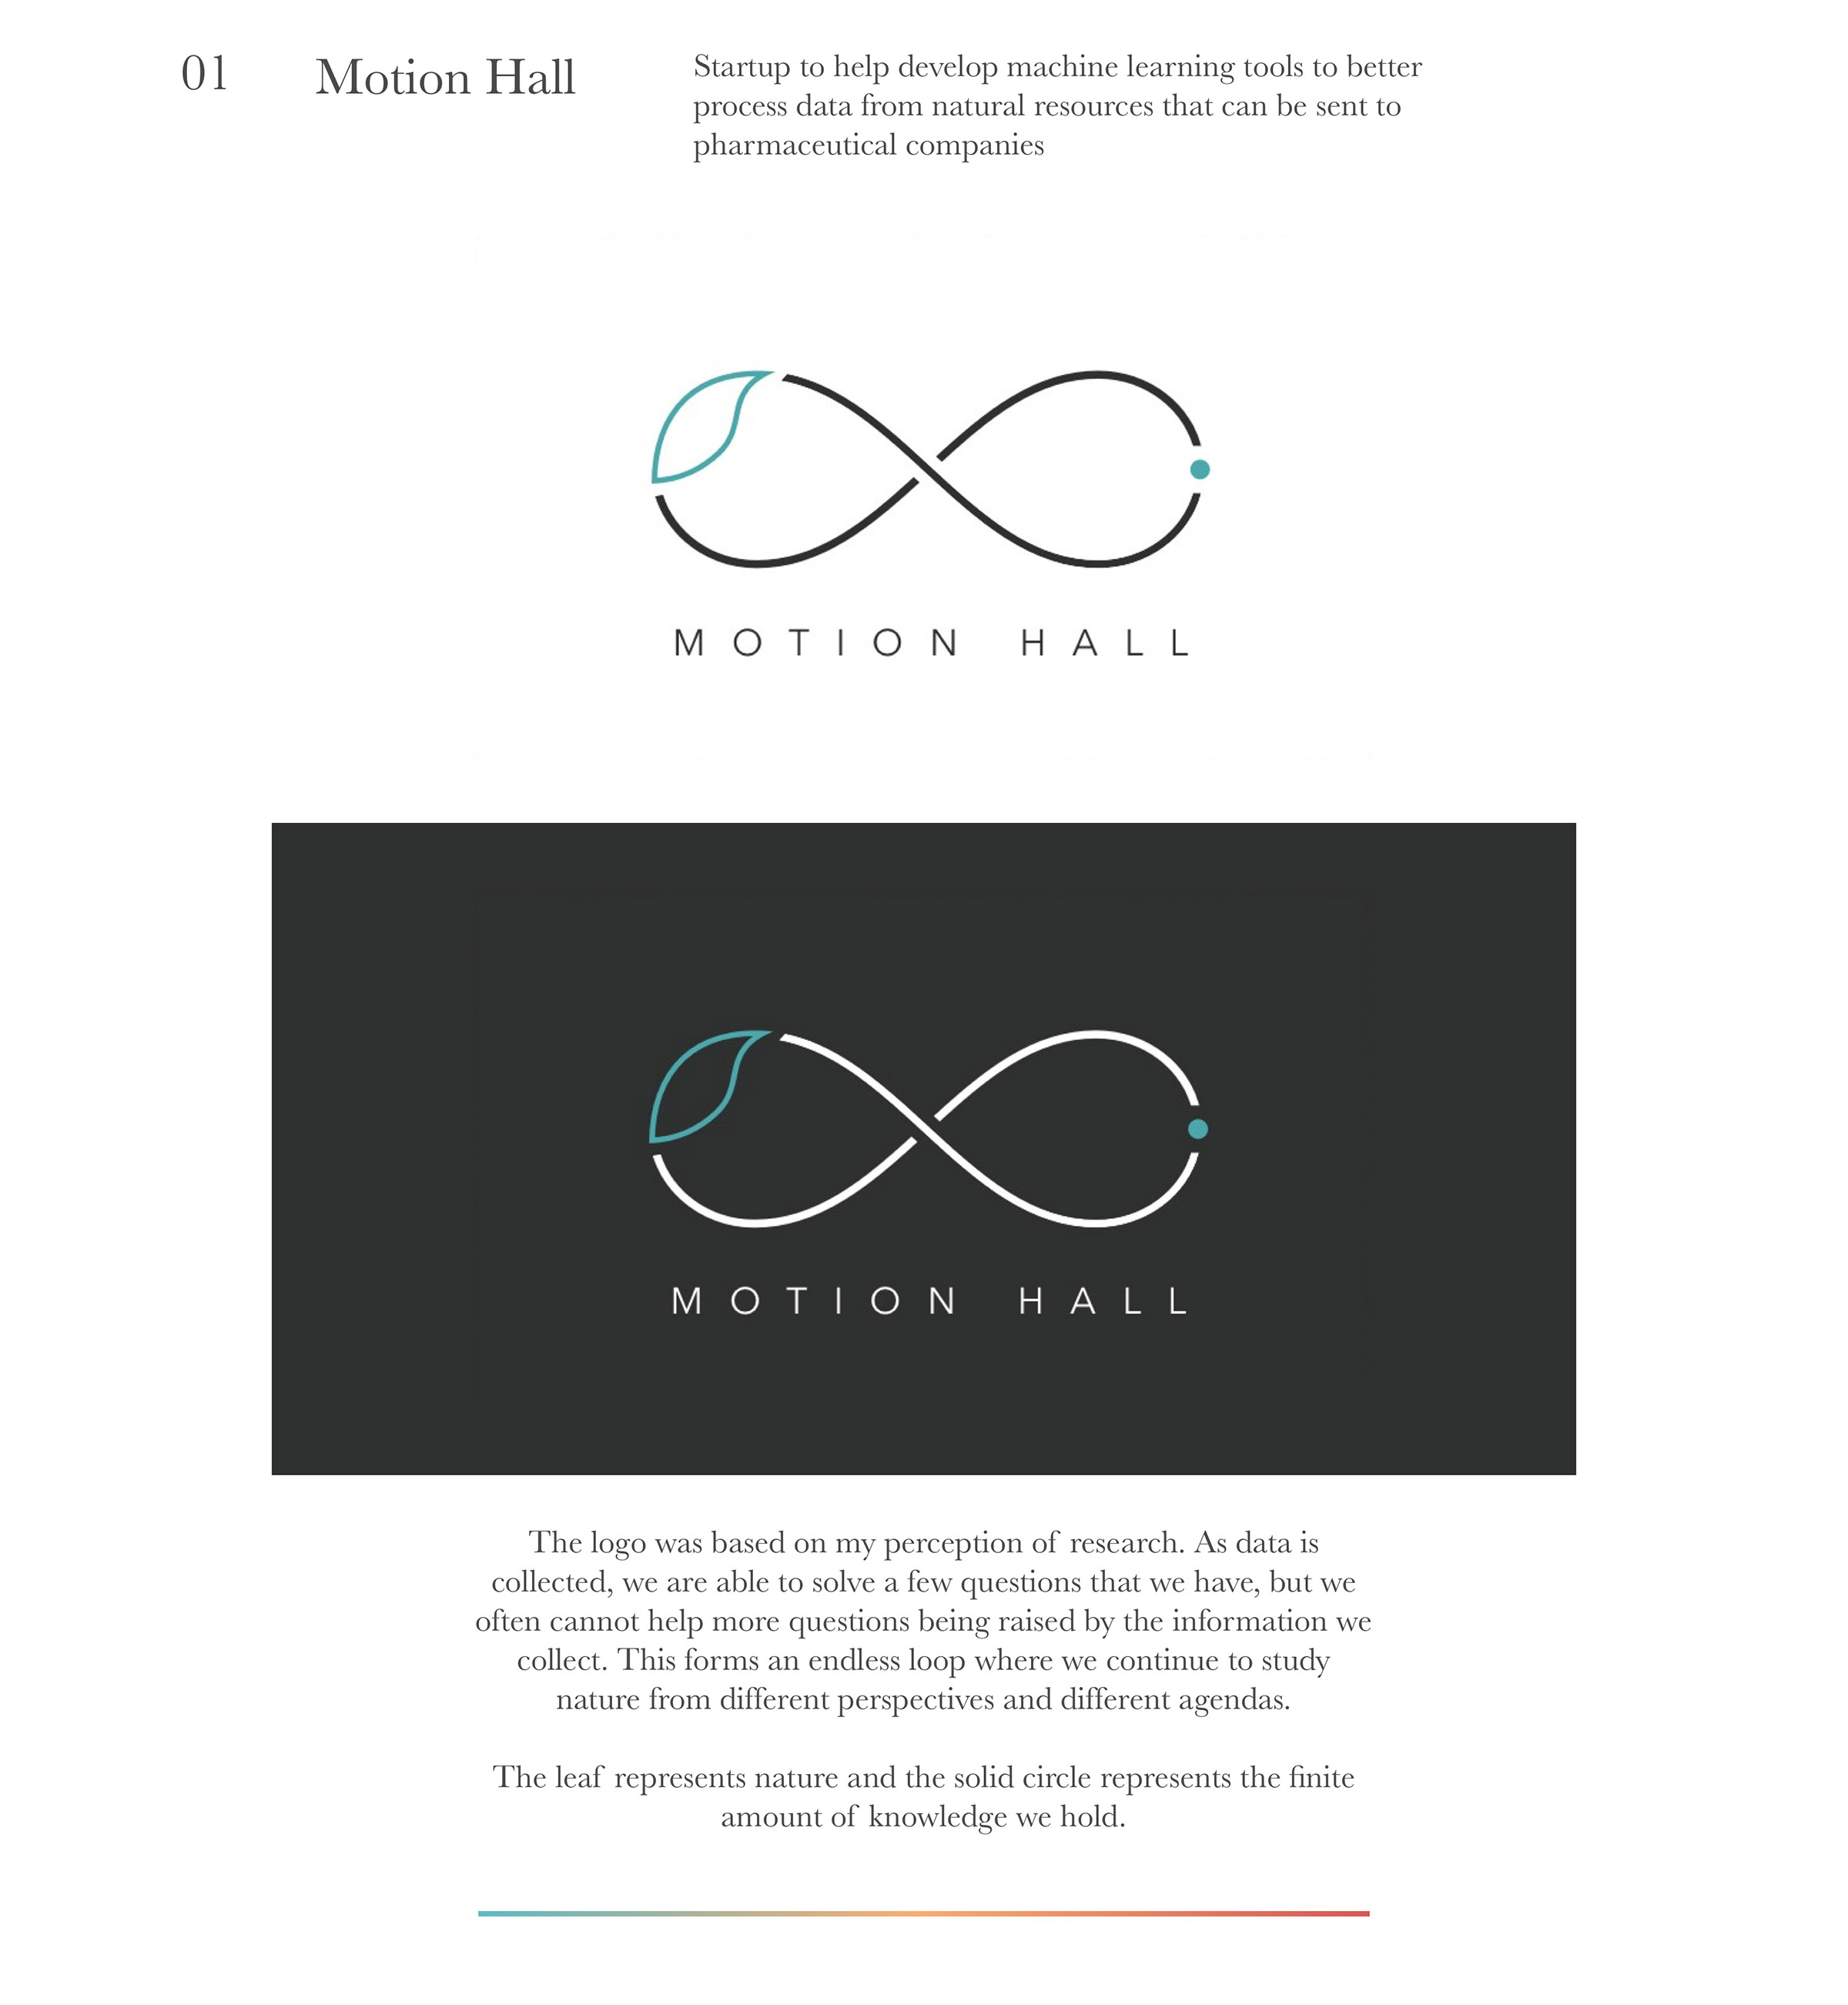 01
Motion Hall
Startup to help develop machine learning tools to better
process data from natural resources that can be sent to
pharmaceutical companies
MOTION HALL
MOTION HALL
The logo was based on my perception of research. As data is
collected, we are able to solve a few questions that we have, but we
often cannot help more questions being raised by the information we
collect. This forms an endless loop where we continue to study
nature from different perspectives and different agendas.
The leaf represents nature and the solid circle represents the finite
amount of knowledge we hold.